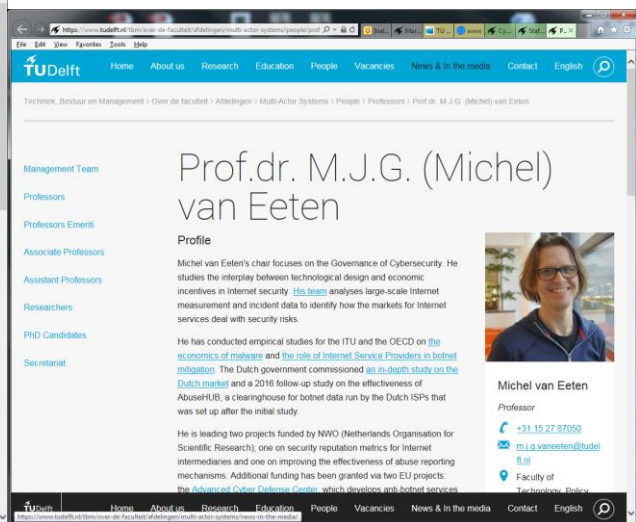 https://www.tudelft.nl/tbm/over-de-faculteit/afdelingen/multi-actor-systems/people/prof
File Edit View Favorites Tools Help
TU Delft Home About us Research Education People Vacancies News & In the media Contact English
Techniek, Bestuur en Management > Over de faculteit > Afdelingen > Multi-Actor Systems > People > Professors > Prof.dr. M.J.G. (Michel) van Eeten
Management Team
Professors
Professors Emeriti
Associate Professors
Assistant Professors
Researchers
PhD Candidates
Secretariat
Prof.dr. M.J.G. (Michel)
van Eeten
Profile
Michel van Eeten's chair focuses on the Governance of Cybersecurity. He
studies the interplay between technological design and economic
incentives in Internet security. His team analyses large-scale Internet
measurement and incident data to identify how the markets for Internet
services deal with security risks.
He has conducted empirical studies for the ITU and the OECD on the
economics of malware and the role of Internet Service Providers in botnet
mitigation. The Dutch government commissioned an in-depth study on the
Dutch market and a 2016 follow-up study on the effectiveness of
AbuseHUB, a clearinghouse for botnet data run by the Dutch ISPs that
was set up after the initial study.
He is leading two projects funded by NWO (Netherlands Organisation for
Scientific Research); one on security reputation metrics for Internet
intermediaries and one on improving the effectiveness of abuse reporting
mechanisms. Additional funding has been granted via two EU projects:
the Advanced Cyber Defense Center, which develops anti-botnet services
Michel van Eeten
Professor
+31 15 27 87050
m.j.g.vaneeten@tudel
ft.nl
Faculty of
Technology, Policy
TU Delft Home About us Research Education People Vacancies News & In the media Contact English
https://www.tudelft.nl/tbm/over-de-faculteit/afdelingen/multi-actor-systems/news-in-the-media/